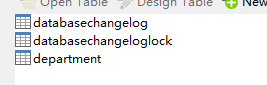 Open Table Design Table New
databasechangelog
databasechangeloglock
department